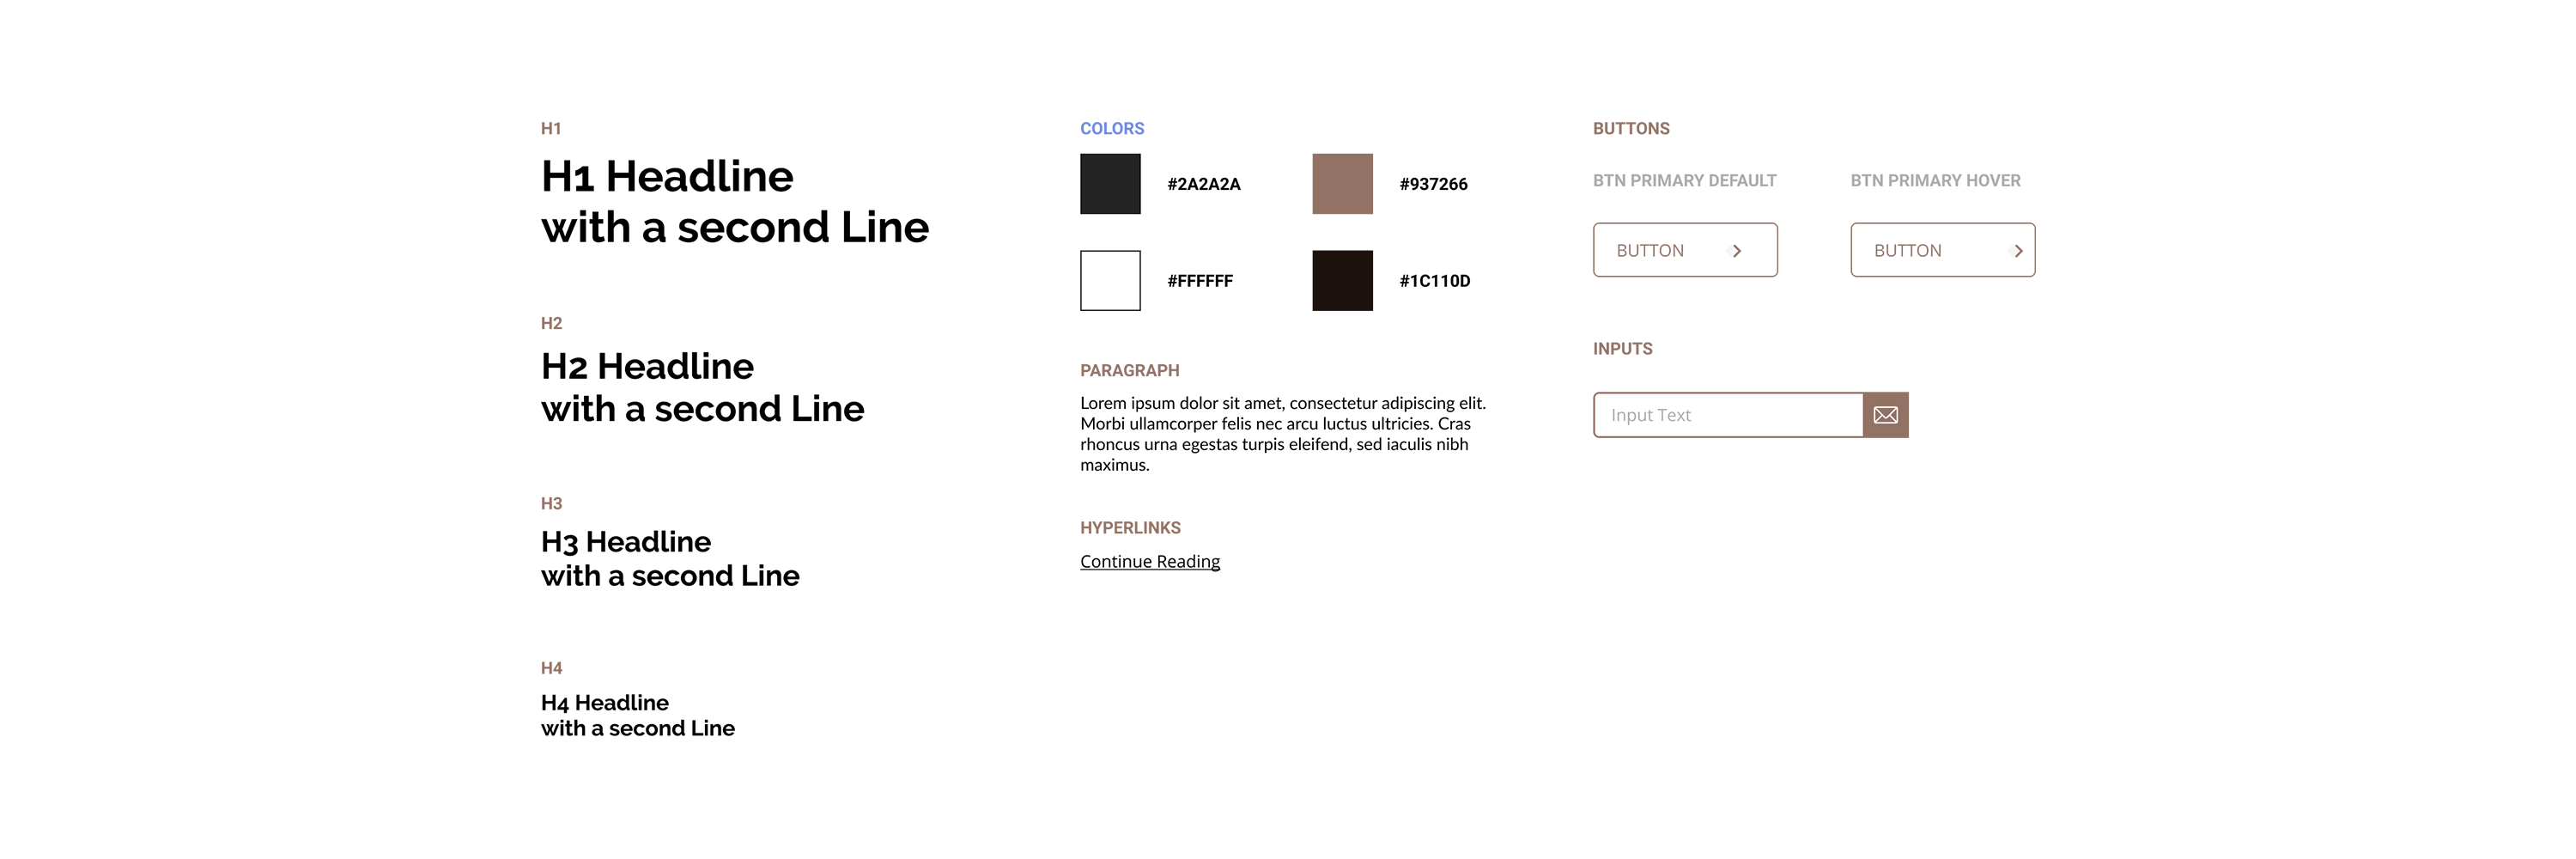 H1
H1 Headline
with a second Line
H2
H2 Headline
with a second Line
H3
H3 Headline
with a second Line
H4
H4 Headline
with a second Line
COLORS
#2A2A2A
#937266
#FFFFFF
#1C110D
PARAGRAPH
Lorem ipsum dolor sit amet, consectetur adipiscing elit.
Morbi ullamcorper felis nec arcu luctus ultricies. Cras
rhoncus urna egestas turpis eleifend, sed iaculis nibh
maximus.
HYPERLINKS
Continue Reading
BUTTONS
BTN PRIMARY DEFAULT
BTN PRIMARY HOVER
BUTTON
BUTTON
INPUTS
Input Text